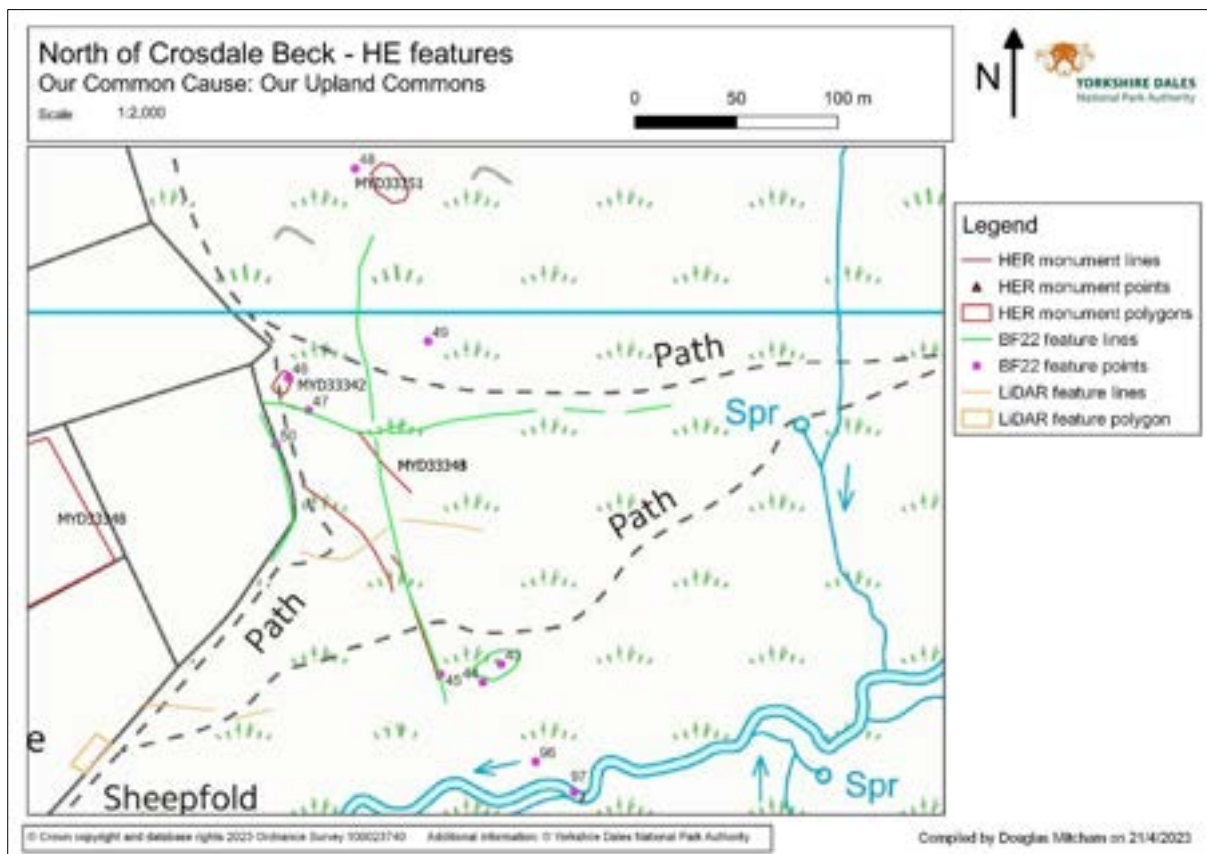 North of Crosdale Beck - HE features
Our Common Cause: Our Upland Commons
Scale 1:2,000
0 50 100 m
N
YORKSHIRE DALES
National Park Authority
48
MYD33351
49
Path
46
MYD33342
47
50
Spr
MYD33348
MYD33348
Path
Path
43
44
45
e
96
97
Sheepfold
Spr
Legend
HER monument lines
HER monument points
HER monument polygons
BF22 feature lines
BF22 feature points
LiDAR feature lines
LiDAR feature polygon
© Crown copyright and database rights 2023 Ordnance Survey 100023740 Additional information: © Yorkshire Dales National Park Authority
Compiled by Douglas Mitcham on 21/4/2023